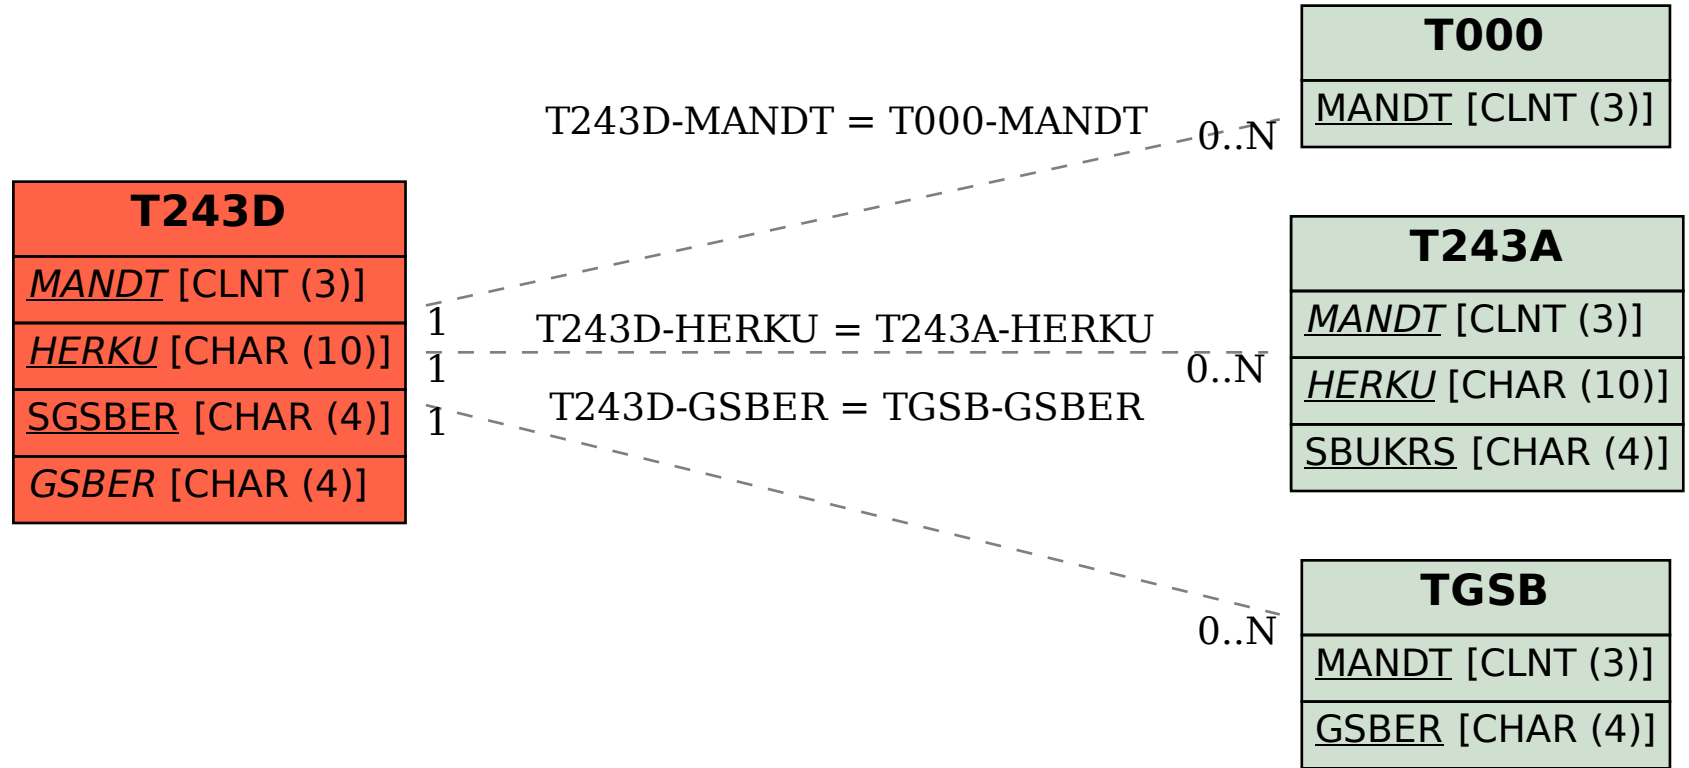 T243D
MANDT [CLNT (3)]
HERKU [CHAR (10)]
SGSBER [CHAR (4)]
GSBER [CHAR (4)]
T243D-MANDT = T000-MANDT
1
0..N
T243D-HERKU = T243A-HERKU
1
0..N
T243D-GSBER = TGSB-GSBER
1
0..N
T000
MANDT [CLNT (3)]
T243A
MANDT [CLNT (3)]
HERKU [CHAR (10)]
SBUKRS [CHAR (4)]
TGSB
MANDT [CLNT (3)]
GSBER [CHAR (4)]